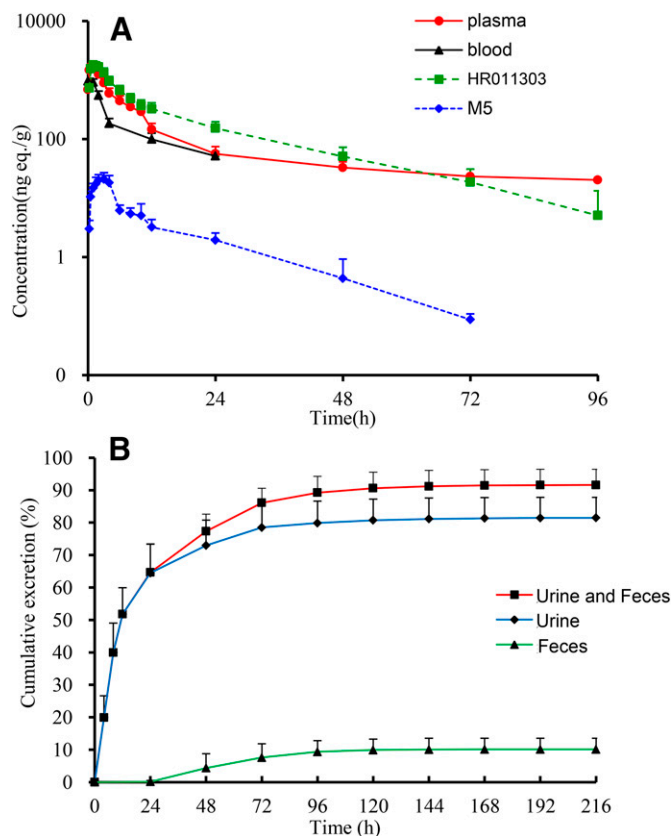 A
10000
100
1
0
Concentration(ng eq./g)
plasma
blood
HR011303
M5
0 24 48 72 96
Time(h)
B
100
90
80
70
60
50
40
30
20
10
0
Cumulative excretion (%)
Urine and Feces
Urine
Feces
0 24 48 72 96 120 144 168 192 216
Time (h)